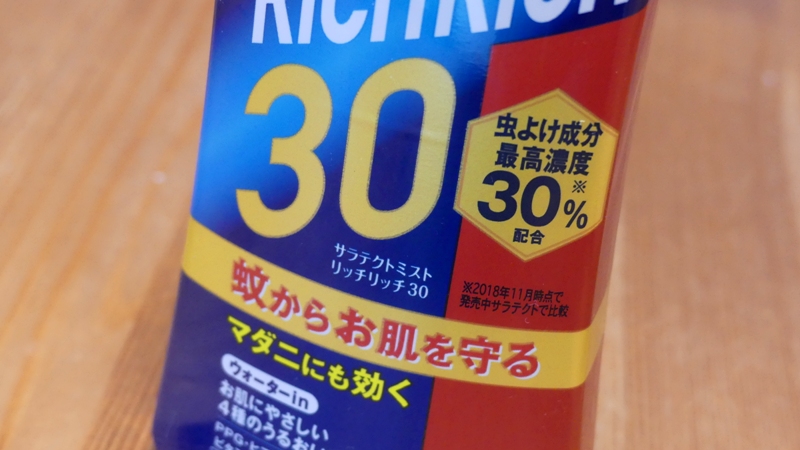 RICHRICH
30
虫よけ成分
最高濃度
30%※
配合
サラテクトミスト
リッチリッチ30
※2018年11月時点で
発売中サラテクトで比較
蚊からお肌を守る
マダニにも効く
ウォーターin
お肌にやさしい
4種のうるおい
PPG・ヒ